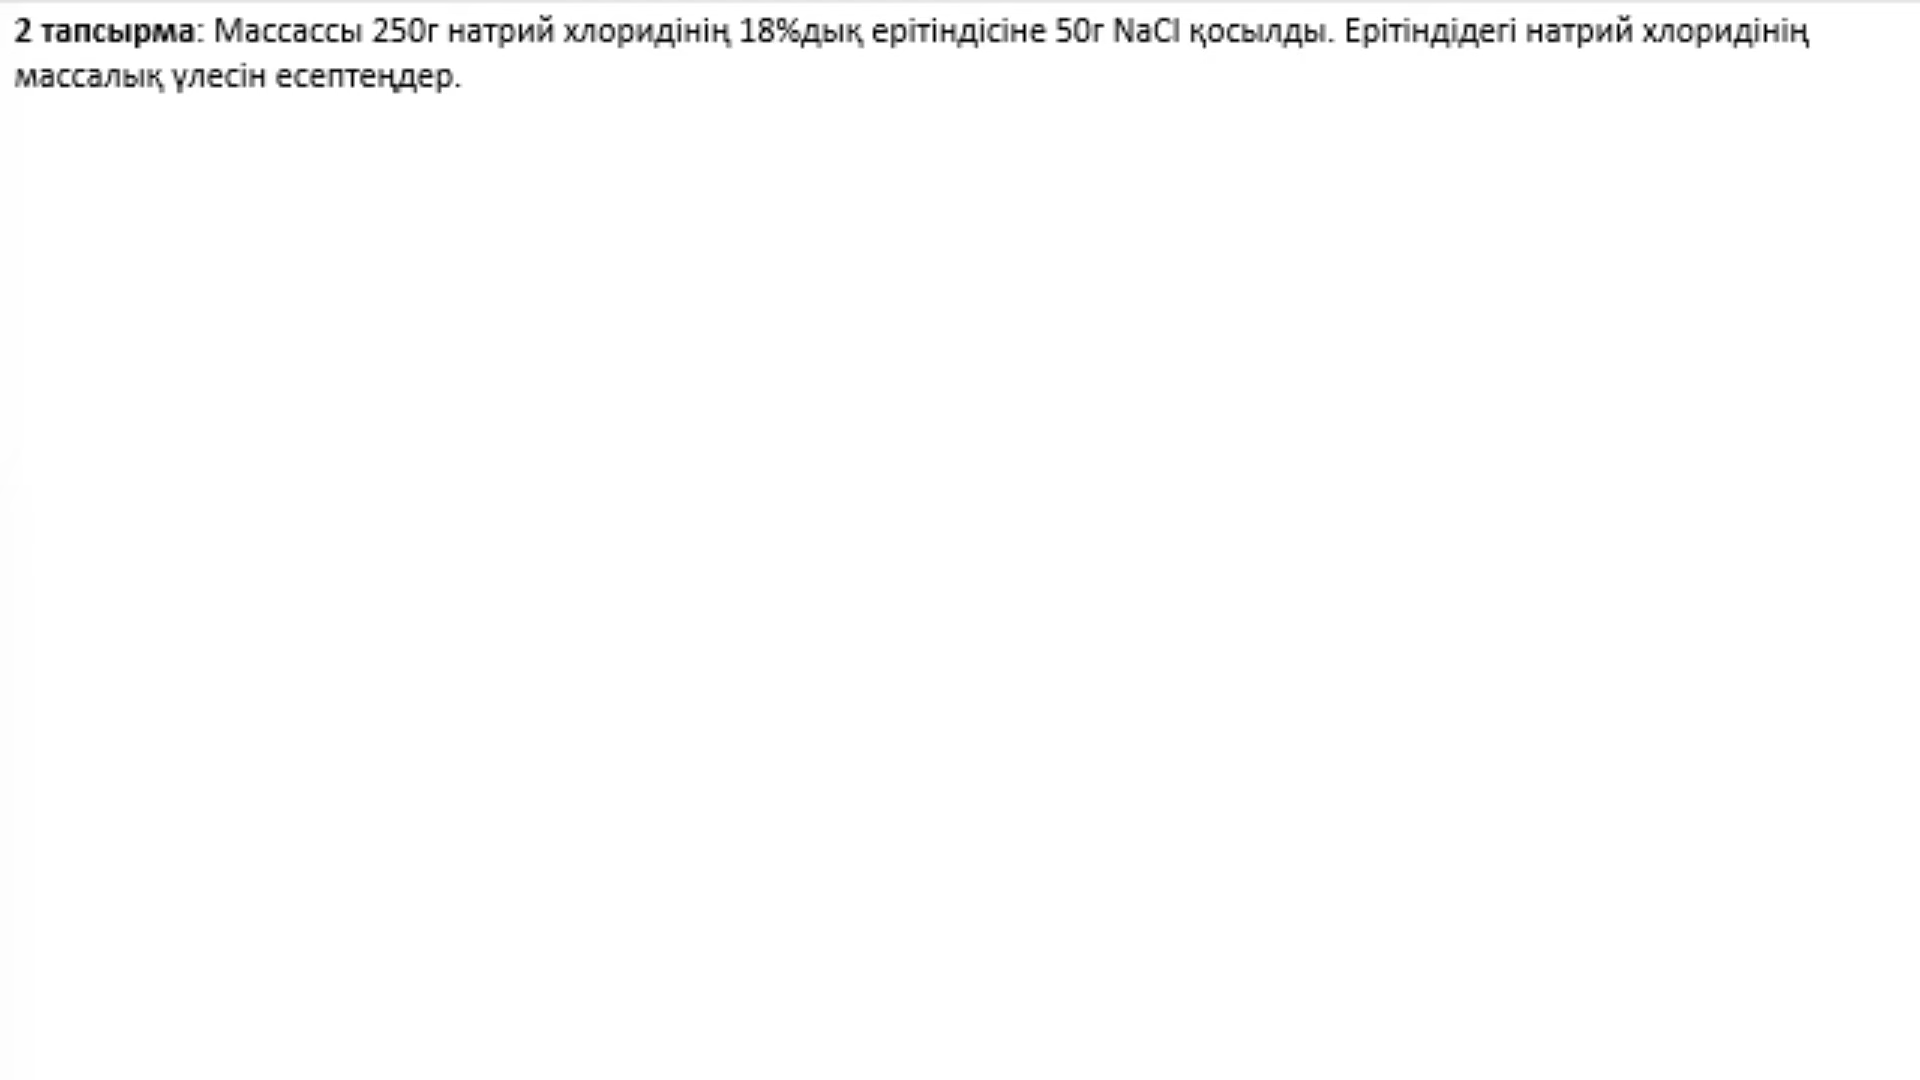 2 тапсырма: Массассы 250г натрий хлоридінің 18%дық ерітіндісіне 50г NaCl қосылды. Ерітіндідегі натрий хлоридінің
массалық үлесін есептеңдер.